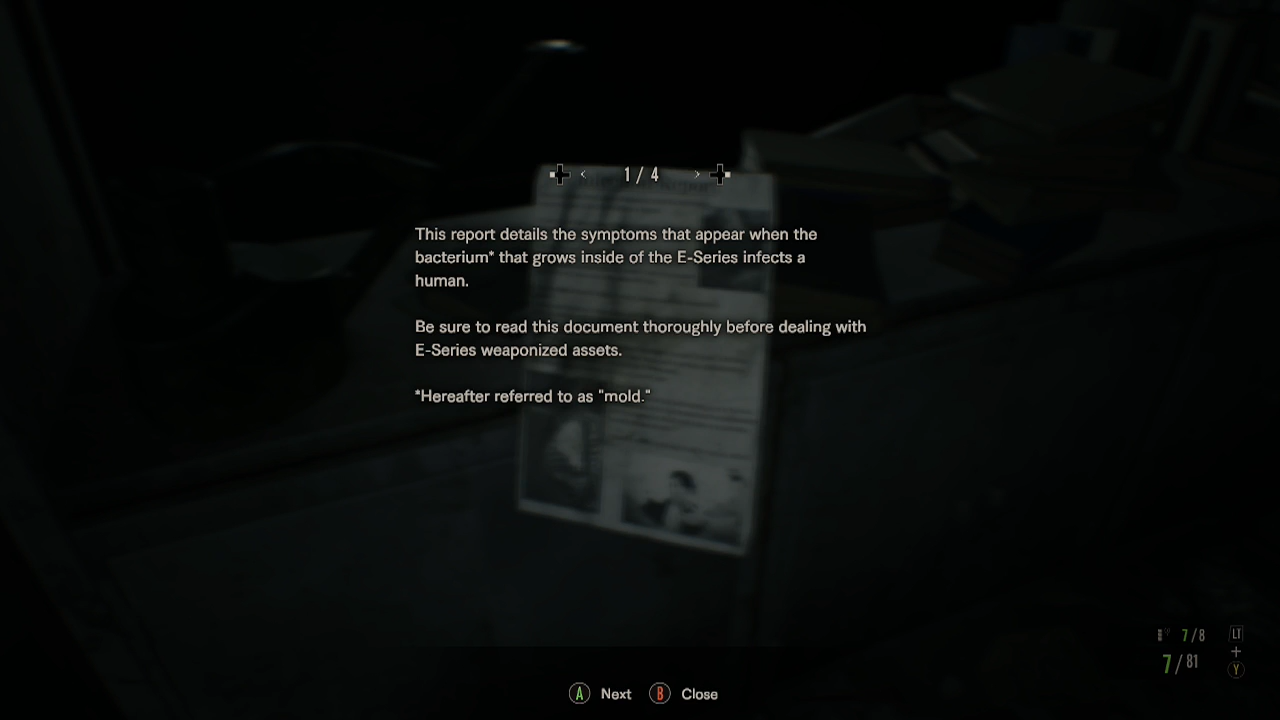 1 / 4
This report details the symptoms that appear when the
bacterium* that grows inside of the E-Series infects a
human.
Be sure to read this document thoroughly before dealing with
E-Series weaponized assets.
*Hereafter referred to as "mold."
7/8 LT
+
7/81 Y
A Next B Close